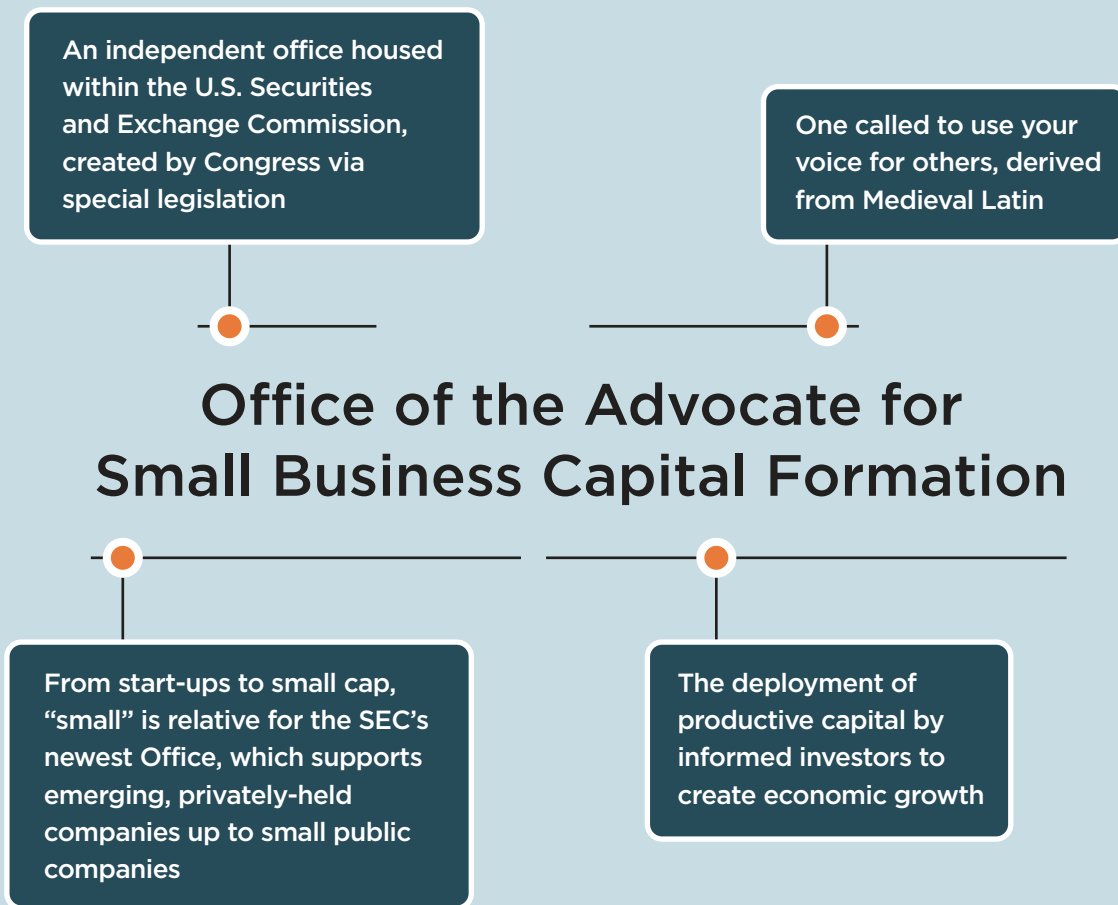 An independent office housed
within the U.S. Securities
and Exchange Commission,
created by Congress via
special legislation
One called to use your
voice for others, derived
from Medieval Latin
Office of the Advocate for
Small Business Capital Formation
From start-ups to small cap,
“small” is relative for the SEC’s
newest Office, which supports
emerging, privately-held
companies up to small public
companies
The deployment of
productive capital by
informed investors to
create economic growth